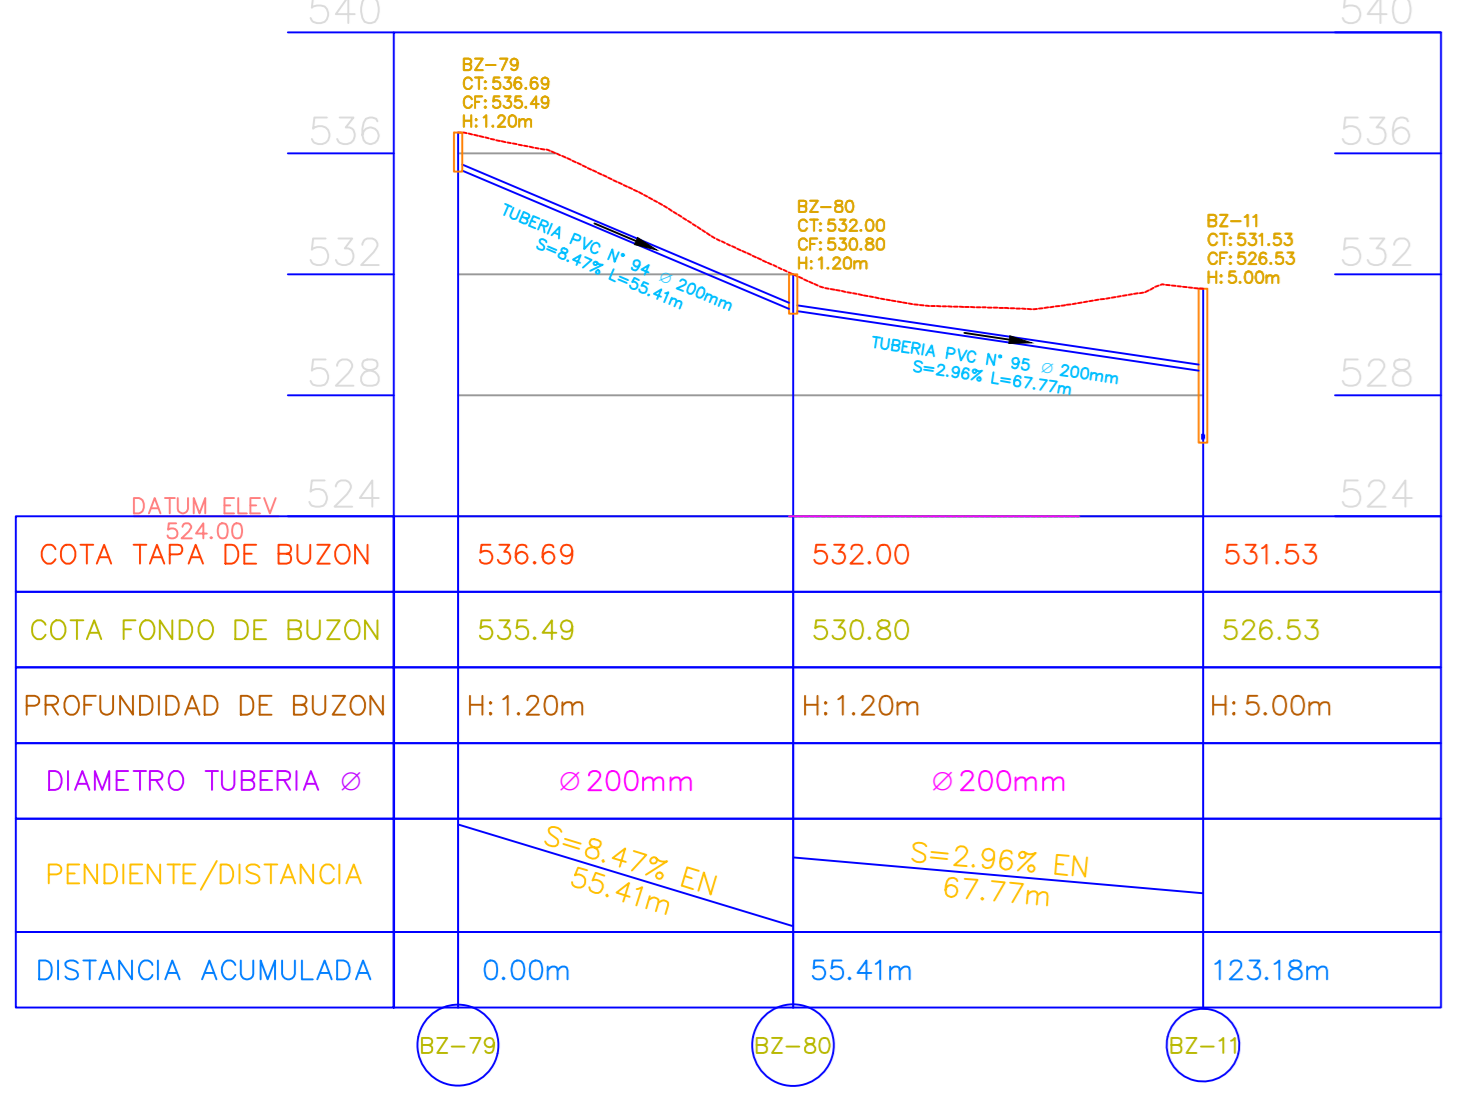 540
540
BZ-79
CT: 536.69
CF: 535.49
H: 1.20m
536
536
BZ-80
CT: 532.00
CF: 530.80
H: 1.20m
BZ-11
CT: 531.53
CF: 526.53
H: 5.00m
TUBERIA PVC N° 94 Ø 200mm
S=8.47% L=55.41m
532
532
TUBERIA PVC N° 95 Ø 200mm
S=2.96% L=67.77m
528
528
524
524
DATUM ELEV
524.00
COTA TAPA DE BUZON 536.69 532.00 531.53
COTA FONDO DE BUZON 535.49 530.80 526.53
PROFUNDIDAD DE BUZON H: 1.20m H: 1.20m H: 5.00m
DIAMETRO TUBERIA Ø Ø 200mm Ø 200mm
PENDIENTE/DISTANCIA
S=8.47% EN
55.41m
S=2.96% EN
67.77m
DISTANCIA ACUMULADA 0.00m 55.41m 123.18m
BZ-79 BZ-80 BZ-11